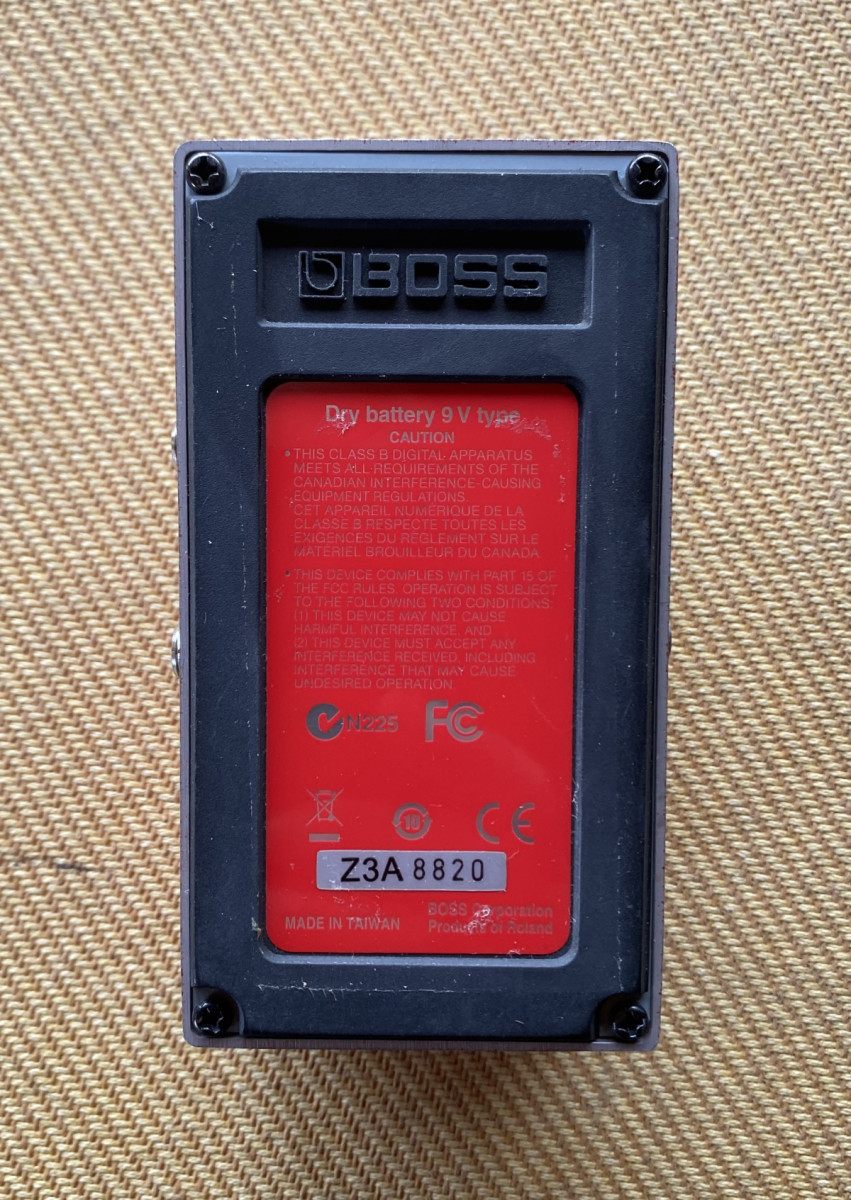 BOSS
Dry battery 9 V type
CAUTION
• THIS CLASS B DIGITAL APPARATUS
MEETS ALL REQUIREMENTS OF THE
CANADIAN INTERFERENCE-CAUSING
EQUIPMENT REGULATIONS.
CET APPAREIL NUMÉRIQUE DE LA
CLASSE B RESPECTE TOUTES LES
EXIGENCES DU RÈGLEMENT SUR LE
MATÉRIEL BROUILLEUR DU CANADA.
• THIS DEVICE COMPLIES WITH PART 15 OF
THE FCC RULES. OPERATION IS SUBJECT
TO THE FOLLOWING TWO CONDITIONS:
(1) THIS DEVICE MAY NOT CAUSE
HARMFUL INTERFERENCE, AND
(2) THIS DEVICE MUST ACCEPT ANY
INTERFERENCE RECEIVED, INCLUDING
INTERFERENCE THAT MAY CAUSE
UNDESIRED OPERATION.
N225 FC
10 CE
Z3A 8820
MADE IN TAIWAN
BOSS Corporation
Products of Roland